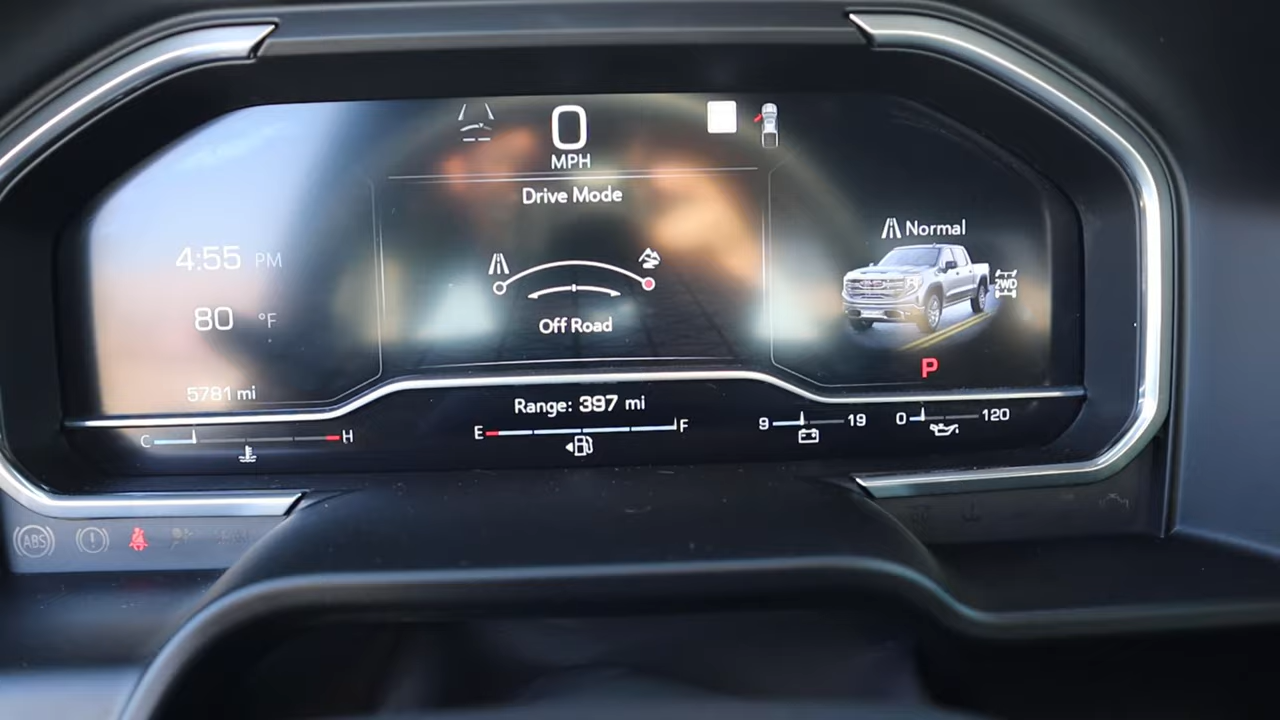 0
MPH
Drive Mode
Normal
4:55 PM
2WD
80 °F
Off Road
P
5781 mi
Range: 397 mi
C H
E F
9 19
0 120
ABS